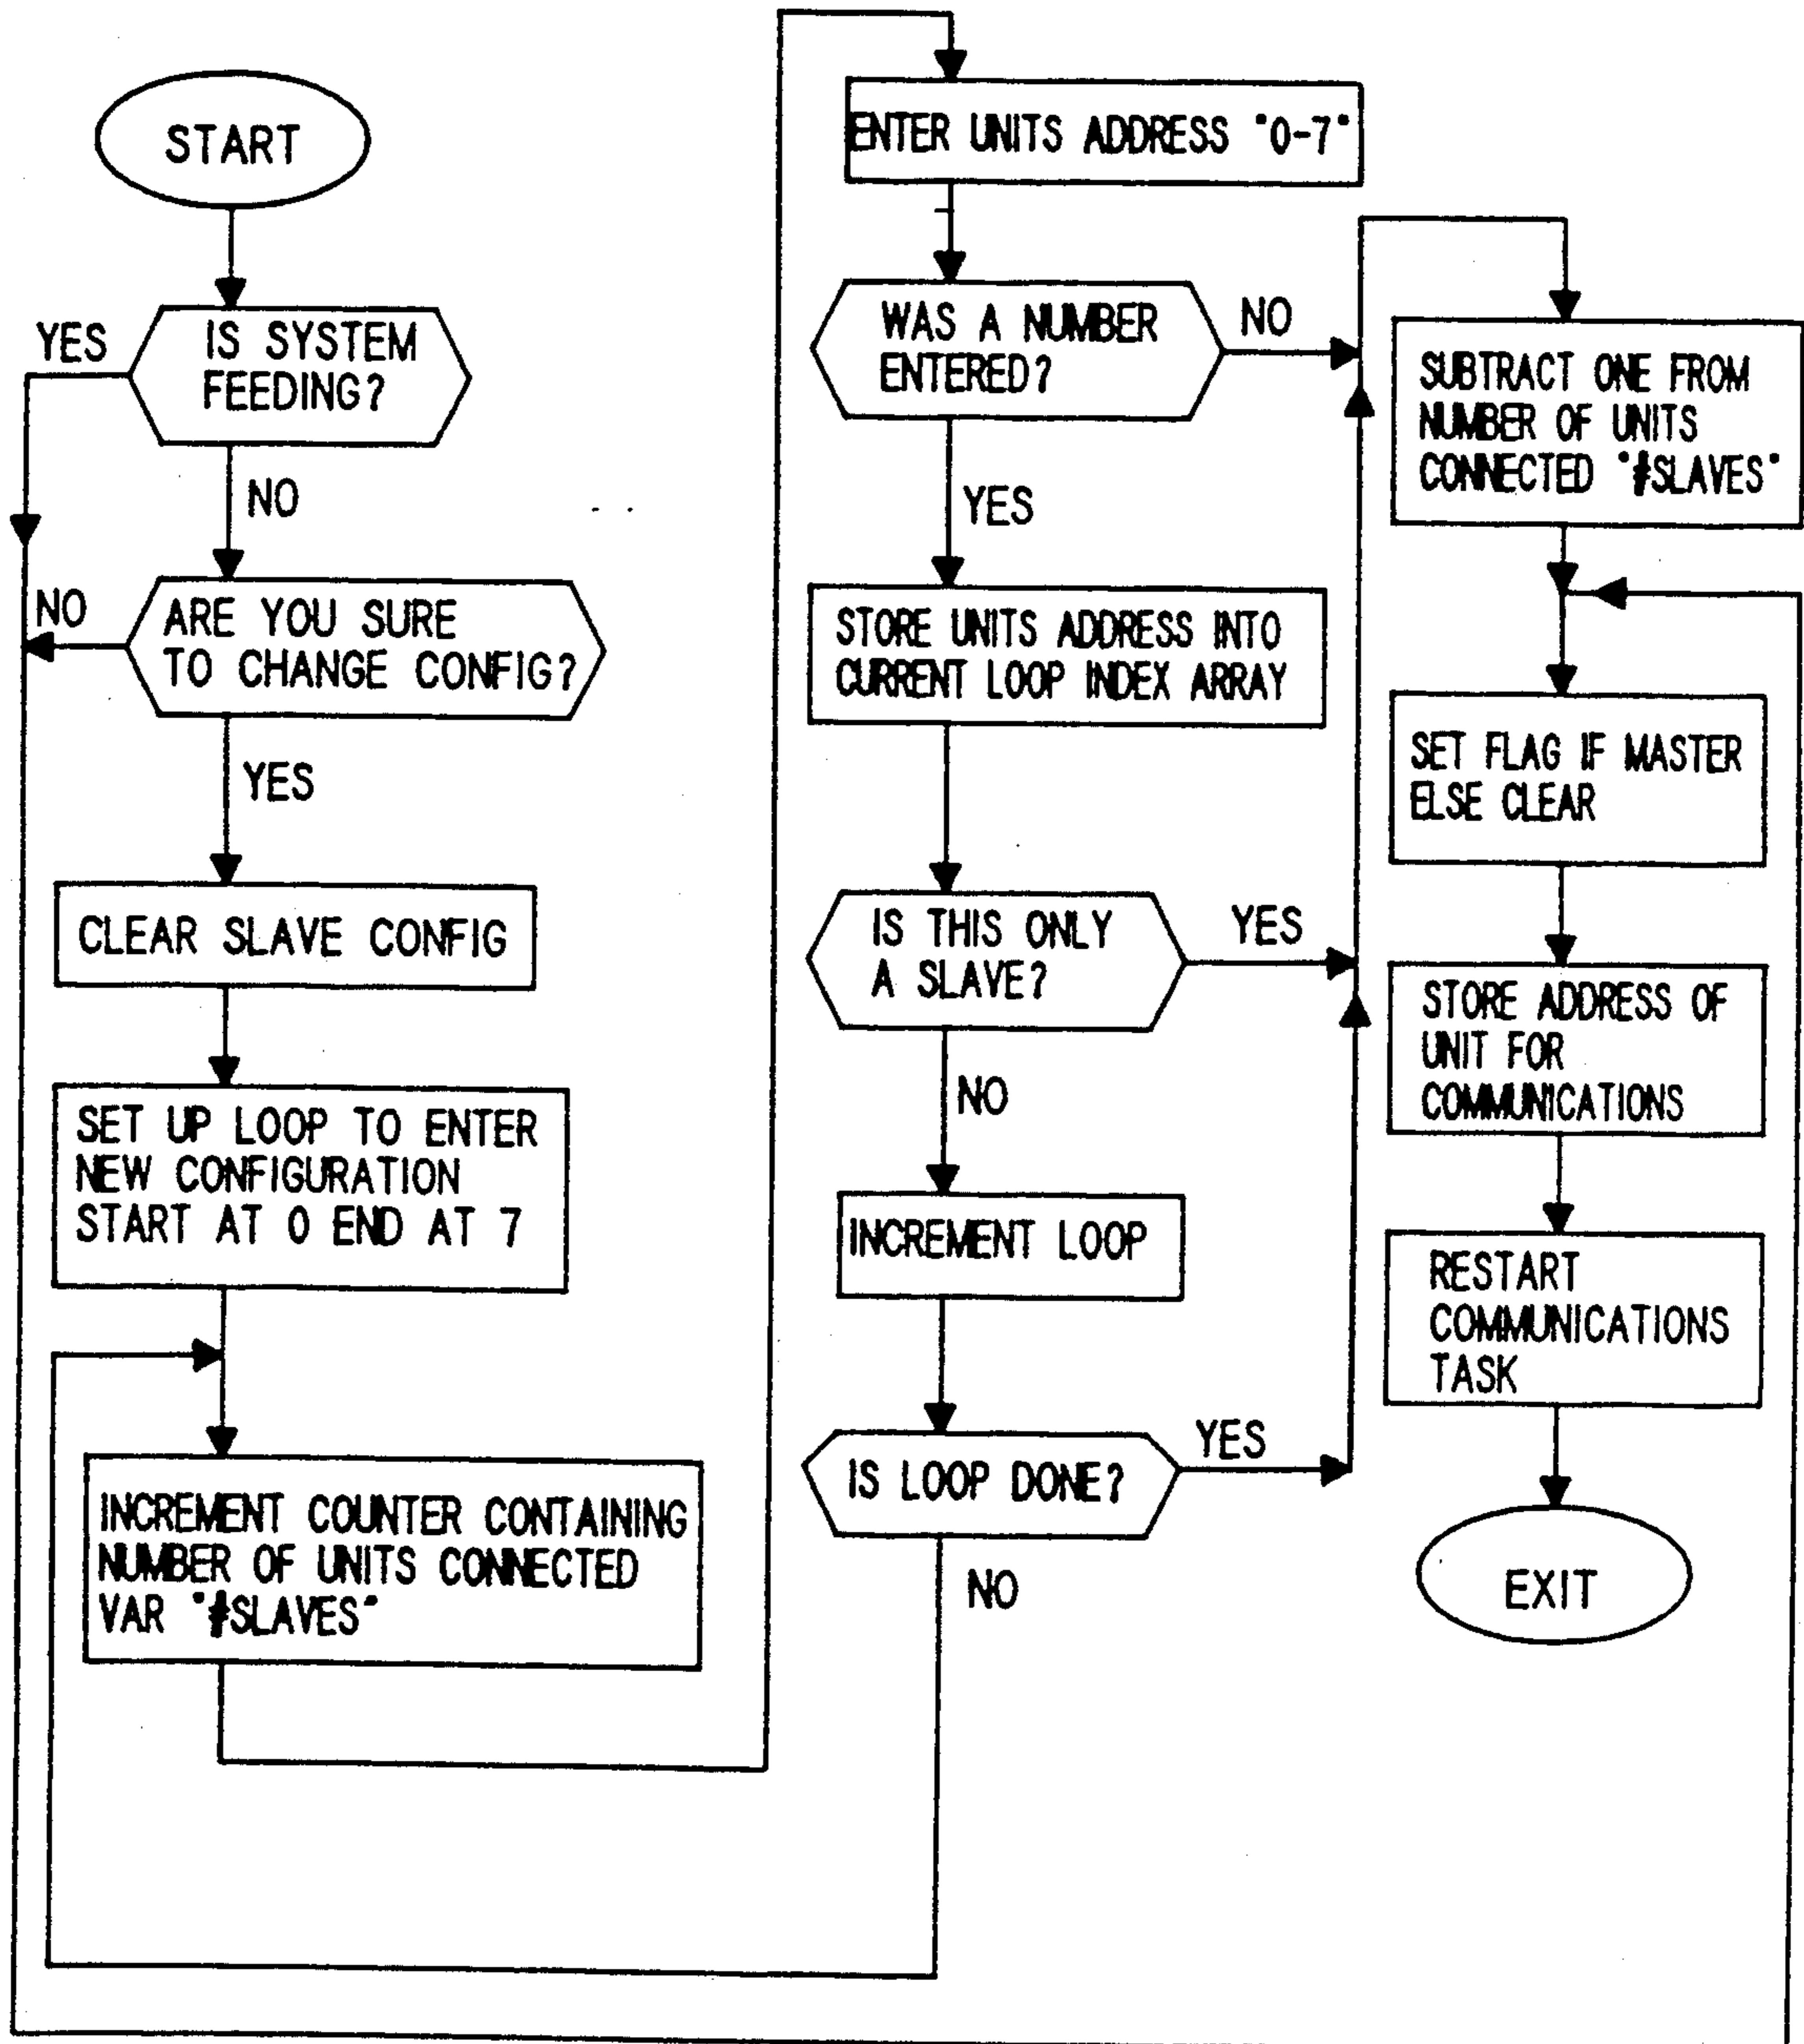 START
YES
IS SYSTEM
FEEDING?
NO
NO
ARE YOU SURE
TO CHANGE CONFIG?
YES
CLEAR SLAVE CONFIG
SET UP LOOP TO ENTER
NEW CONFIGURATION
START AT 0 END AT 7
INCREMENT COUNTER CONTAINING
NUMBER OF UNITS CONNECTED
VAR "#SLAVES"
ENTER UNITS ADDRESS "0-7"
WAS A NUMBER
ENTERED?
NO
YES
STORE UNITS ADDRESS INTO
CURRENT LOOP INDEX ARRAY
IS THIS ONLY
A SLAVE?
YES
NO
INCREMENT LOOP
IS LOOP DONE?
YES
NO
SUBTRACT ONE FROM
NUMBER OF UNITS
CONNECTED "#SLAVES"
SET FLAG IF MASTER
ELSE CLEAR
STORE ADDRESS OF
UNIT FOR
COMMUNICATIONS
RESTART
COMMUNICATIONS
TASK
EXIT